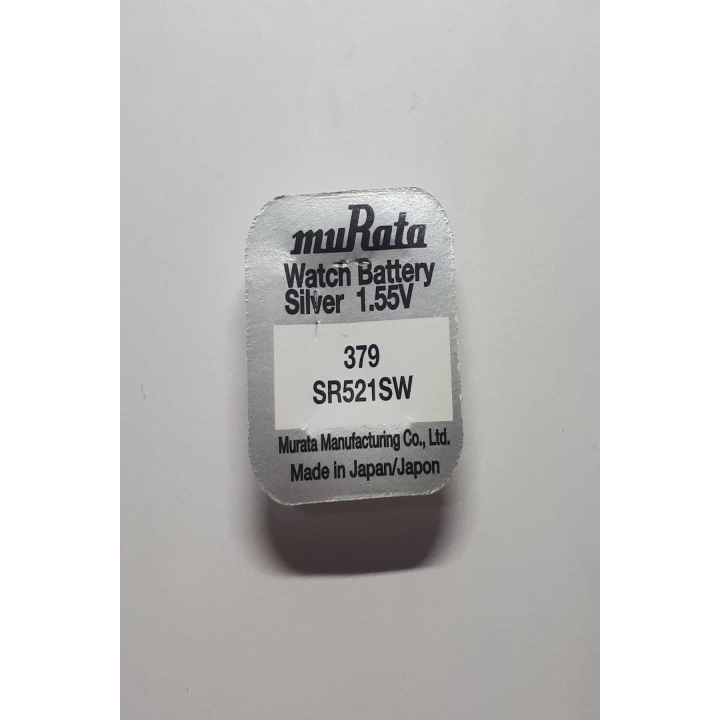 muRata
Watch Battery
Silver 1.55V
379
SR521SW
Murata Manufacturing Co., Ltd.
Made in Japan/Japon